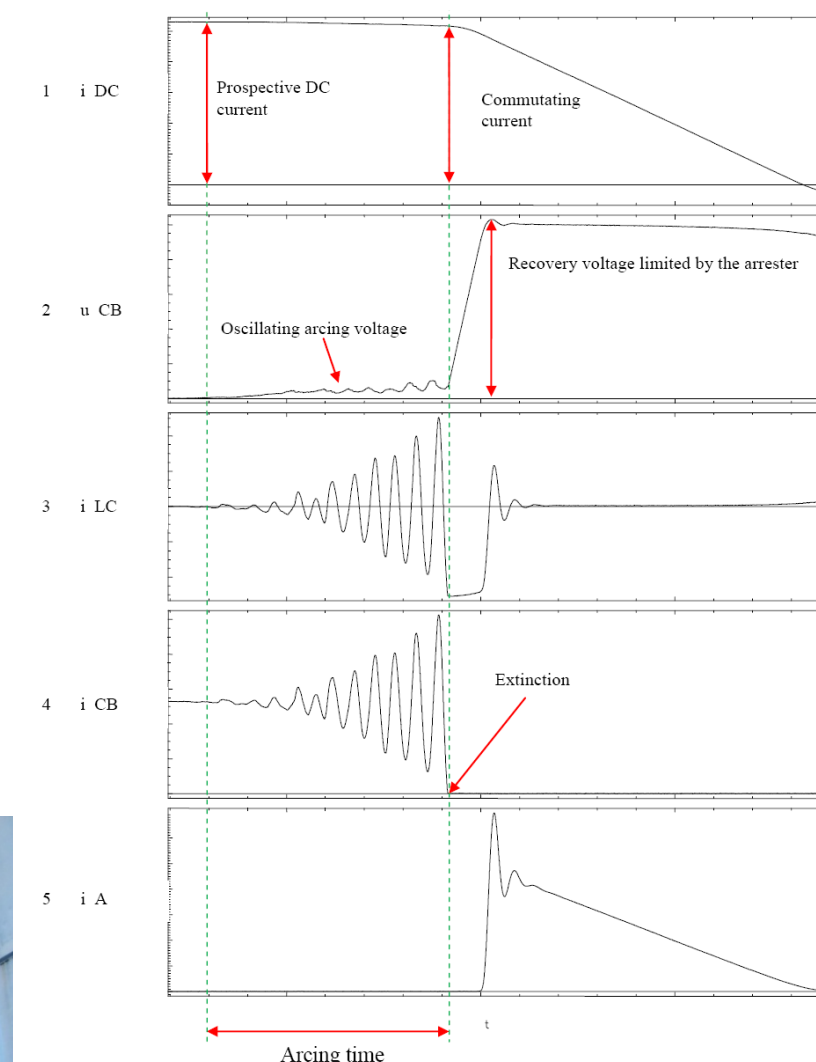 1 i DC
Prospective DC
current
Commutating
current
2 u CB
Recovery voltage limited by the arrester
Oscillating arcing voltage
3 i LC
4 i CB
Extinction
5 i A
t
Arcing time